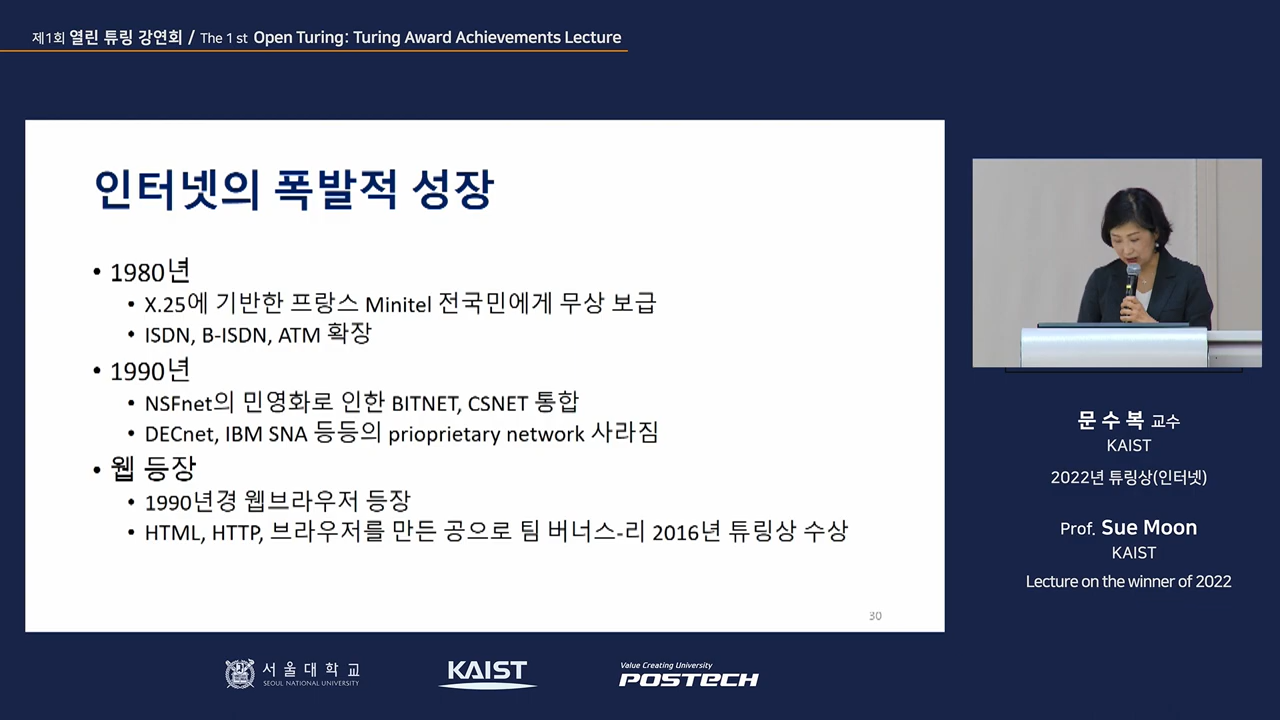 제1회 열린 튜링 강연회 / The 1 st Open Turing: Turing Award Achievements Lecture
인터넷의 폭발적 성장
• 1980년
• X.25에 기반한 프랑스 Minitel 전국민에게 무상 보급
• ISDN, B-ISDN, ATM 확장
• 1990년
• NSFnet의 민영화로 인한 BITNET, CSNET 통합
• DECnet, IBM SNA 등등의 prioprietary network 사라짐
• 웹 등장
• 1990년경 웹브라우저 등장
• HTML, HTTP, 브라우저를 만든 공으로 팀 버너스-리 2016년 튜링상 수상
30
문 수 복 교수
KAIST
2022년 튜링상(인터넷)
Prof. Sue Moon
KAIST
Lecture on the winner of 2022
서울대학교
SEOUL NATIONAL UNIVERSITY
KAIST
Value Creating University
POSTECH